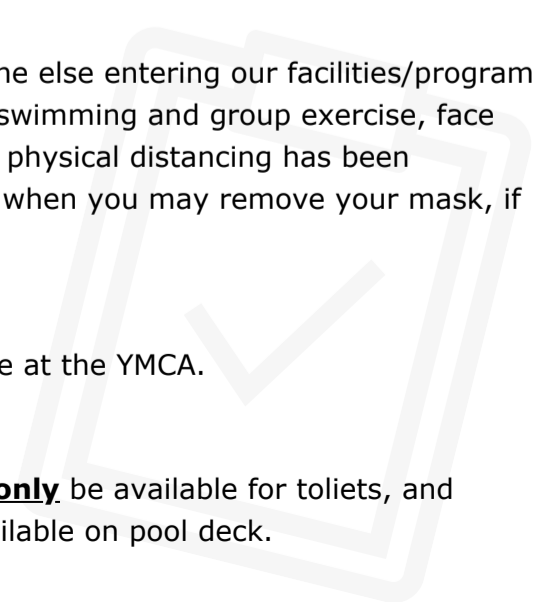 ne else entering our facilities/program
swimming and group exercise, face
physical distancing has been
when you may remove your mask, if
e at the YMCA.
only be available for toliets, and
ilable on pool deck.